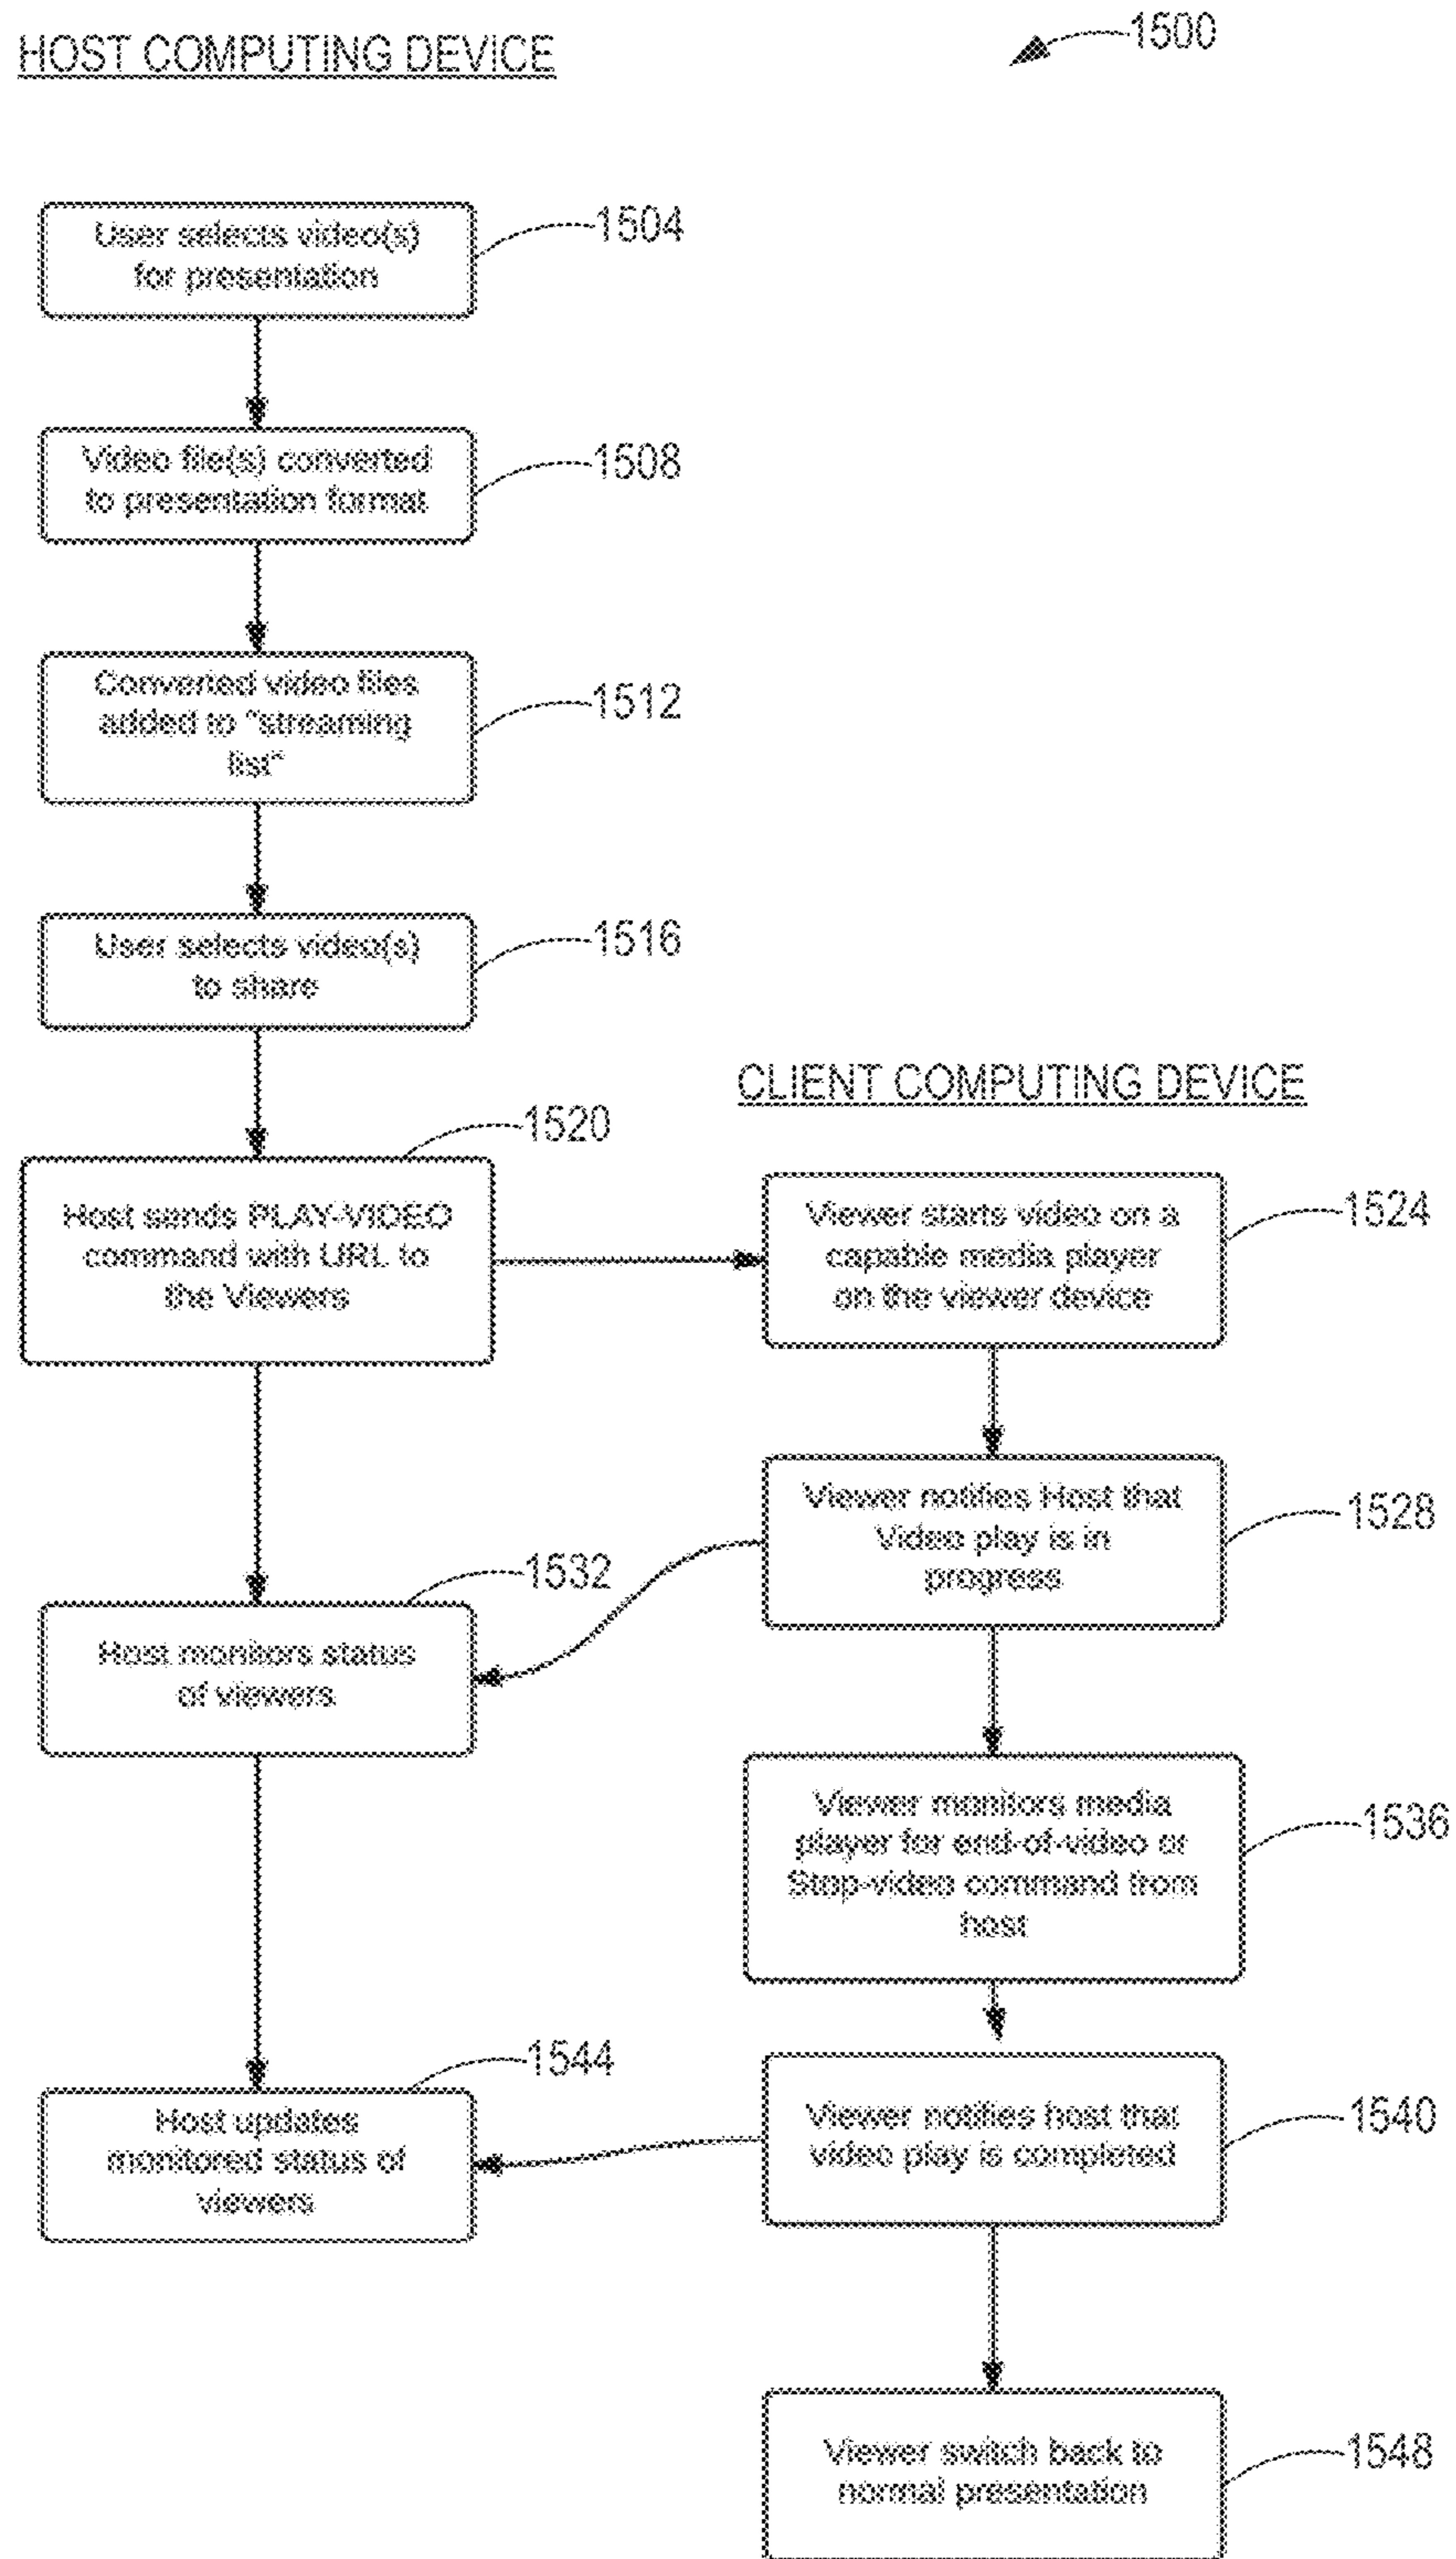 HOST COMPUTING DEVICE
1500
User selects video(s)
for presentation
1504
Video file(s) converted
to presentation format
1508
Converted video files
added to "streaming
list"
1512
User selects video(s)
to share
1516
CLIENT COMPUTING DEVICE
1520
Host sends PLAY-VIDEO
command with URL to
the Viewers
Viewer starts video on a
capable media player
on the viewer device
1524
Viewer notifies Host that
Video play is in
progress
1528
1532
Host monitors status
of viewers
Viewer monitors media
player for end-of-video or
Stop-video command from
host
1536
1544
Host updates
monitored status of
viewers
Viewer notifies host that
video play is completed
1540
Viewer switch back to
normal presentation
1548